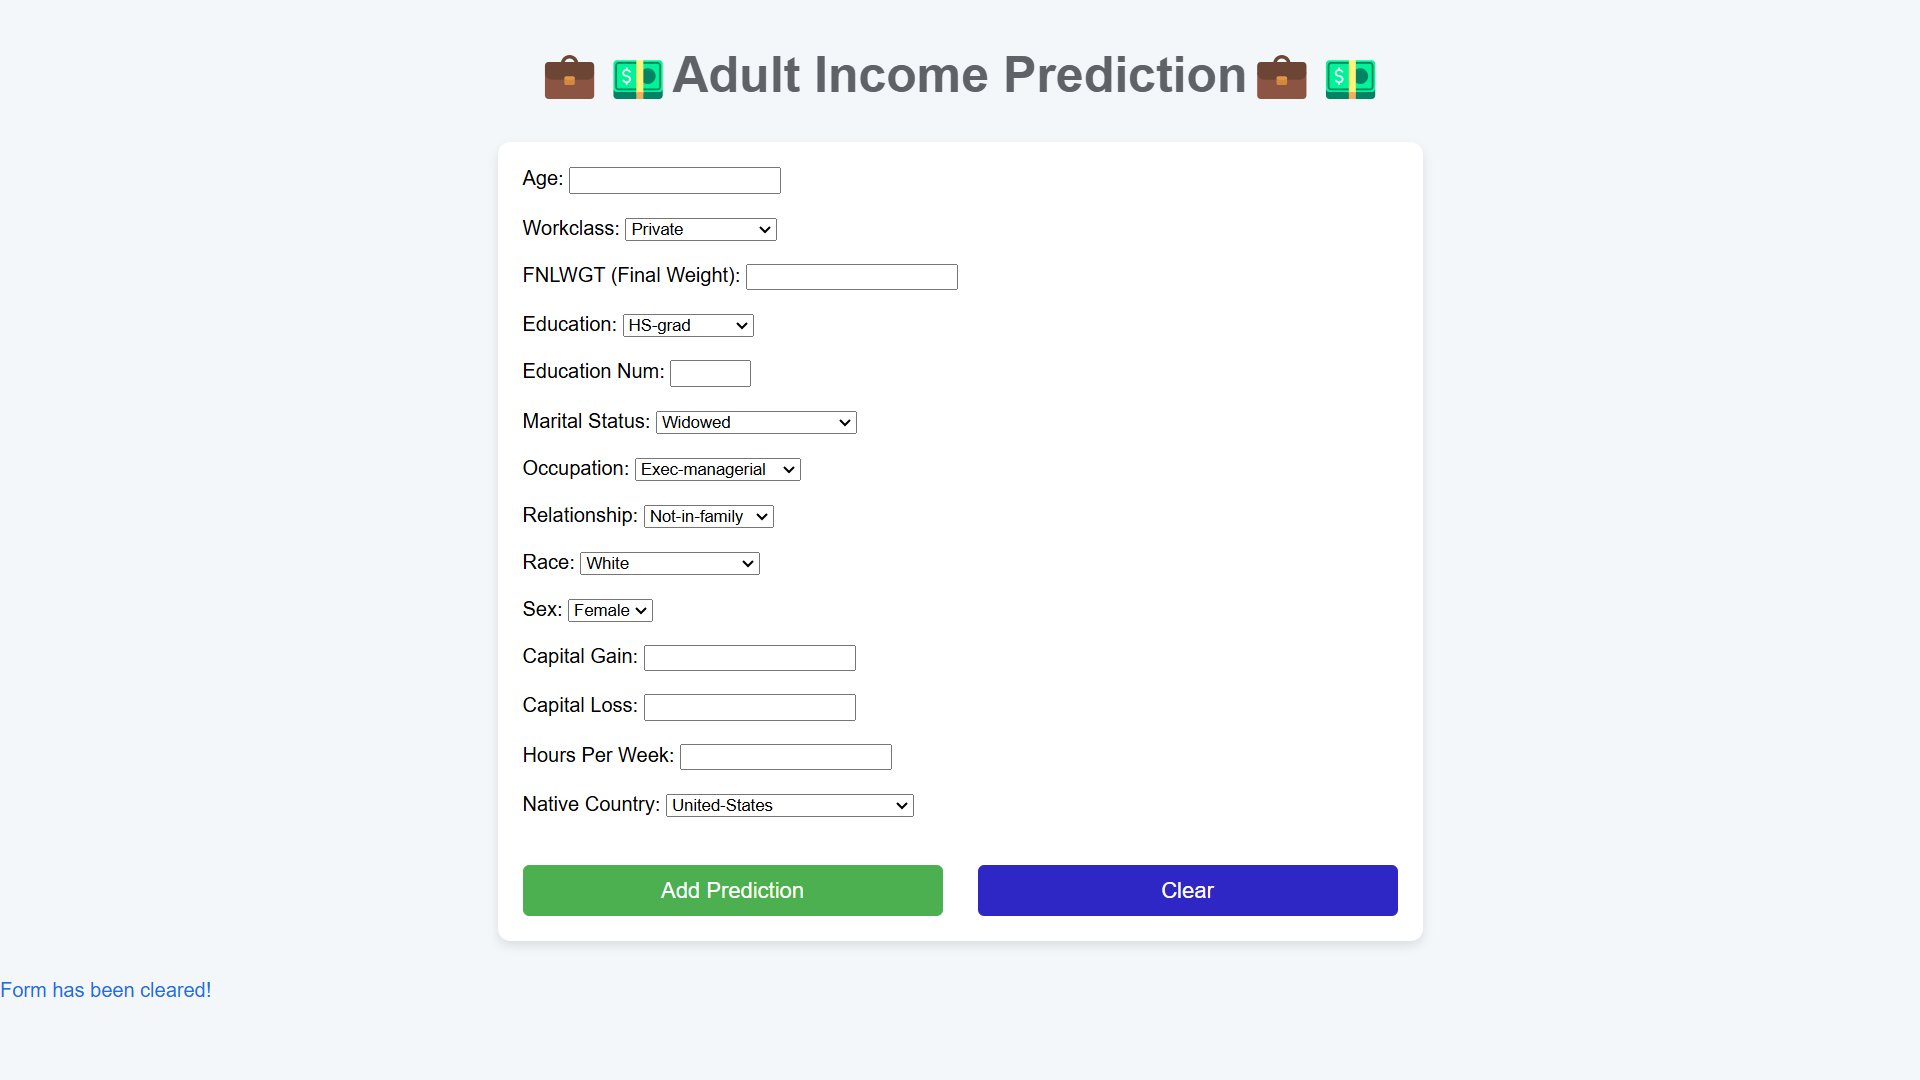 Adult Income Prediction
Age:
Workclass: Private
FNLWGT (Final Weight):
Education: HS-grad
Education Num:
Marital Status: Widowed
Occupation: Exec-managerial
Relationship: Not-in-family
Race: White
Sex: Female
Capital Gain:
Capital Loss:
Hours Per Week:
Native Country: United-States
Add Prediction Clear
Form has been cleared!